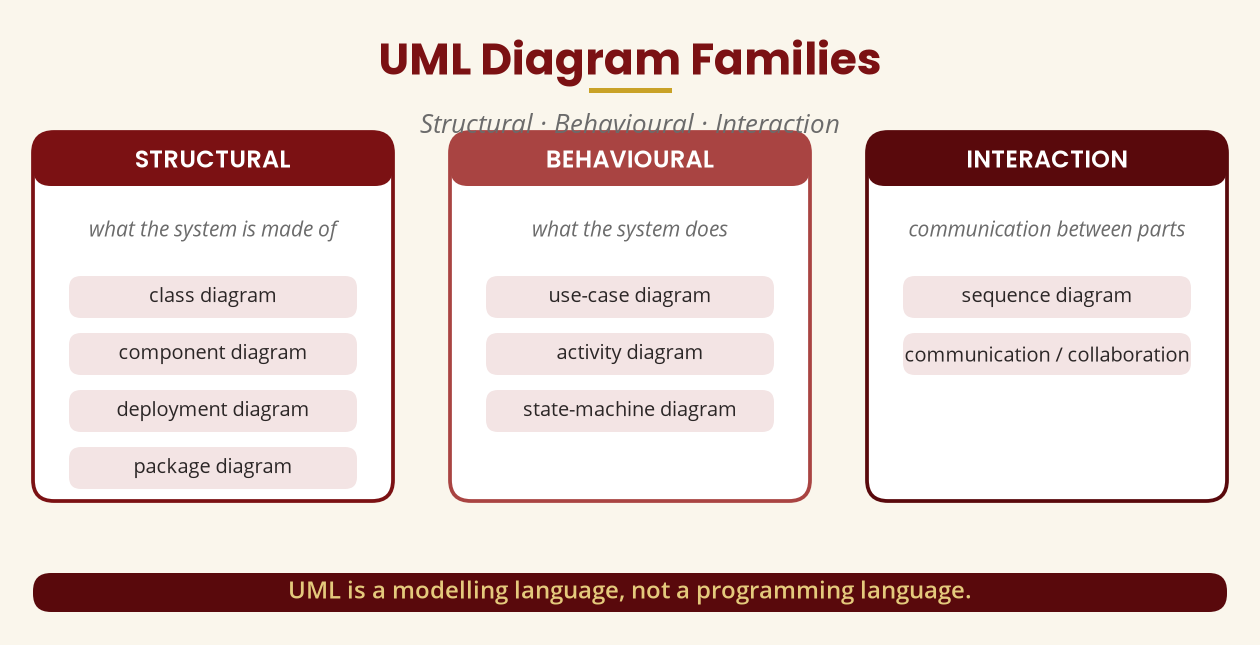 UML Diagram Families
Structural · Behavioural · Interaction
STRUCTURAL
what the system is made of
class diagram
component diagram
deployment diagram
package diagram
BEHAVIOURAL
what the system does
use-case diagram
activity diagram
state-machine diagram
INTERACTION
communication between parts
sequence diagram
communication / collaboration
UML is a modelling language, not a programming language.